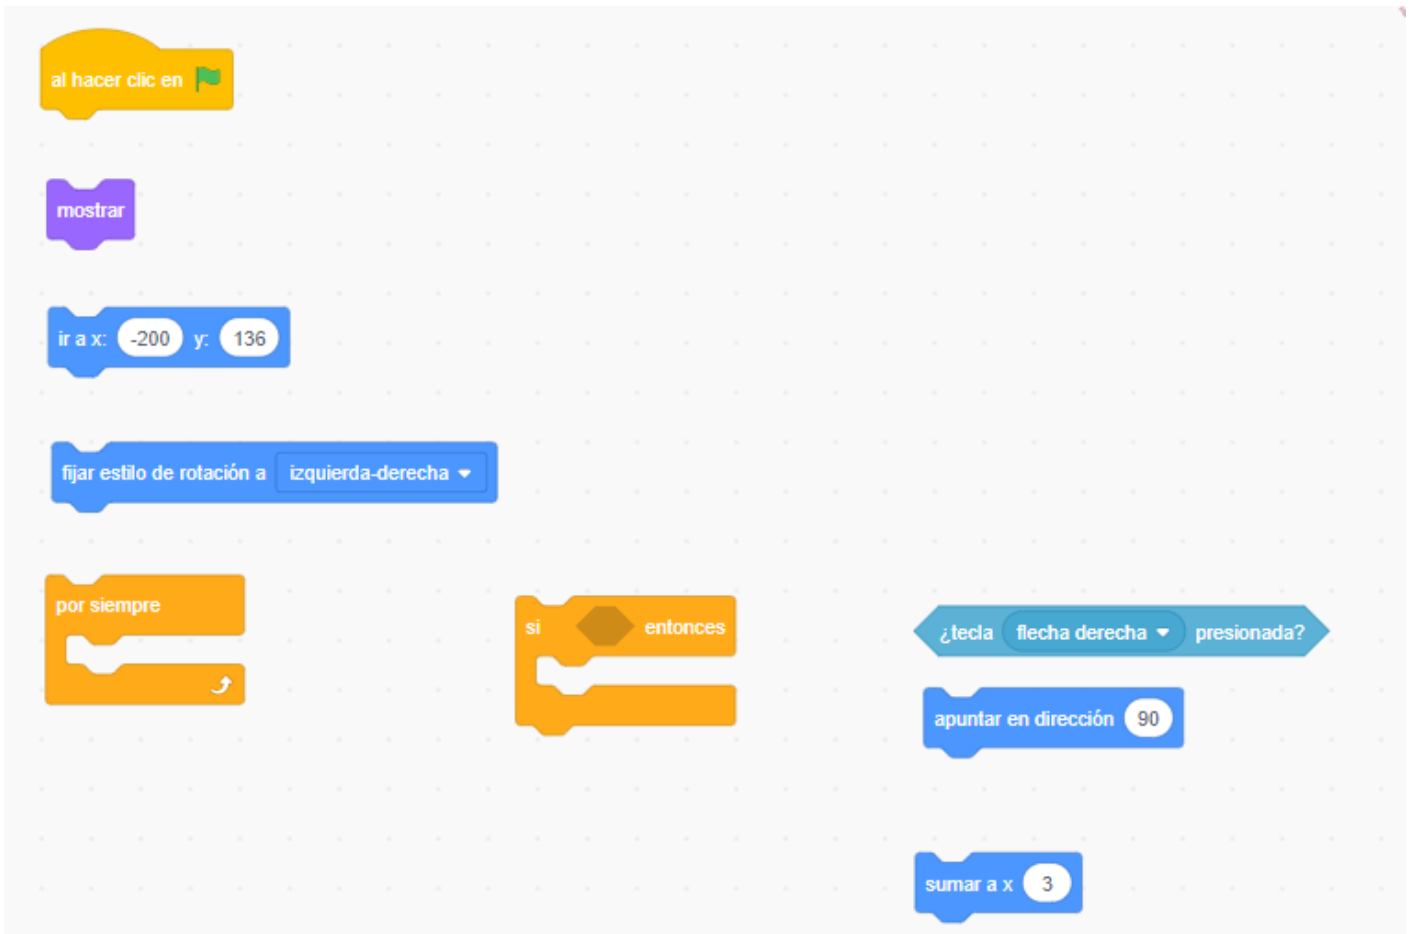 al hacer clic en
mostrar
ir a x: -200 y: 136
fijar estilo de rotación a izquierda-derecha
por siempre
si entonces
¿tecla flecha derecha presionada?
apuntar en dirección 90
sumar a x 3